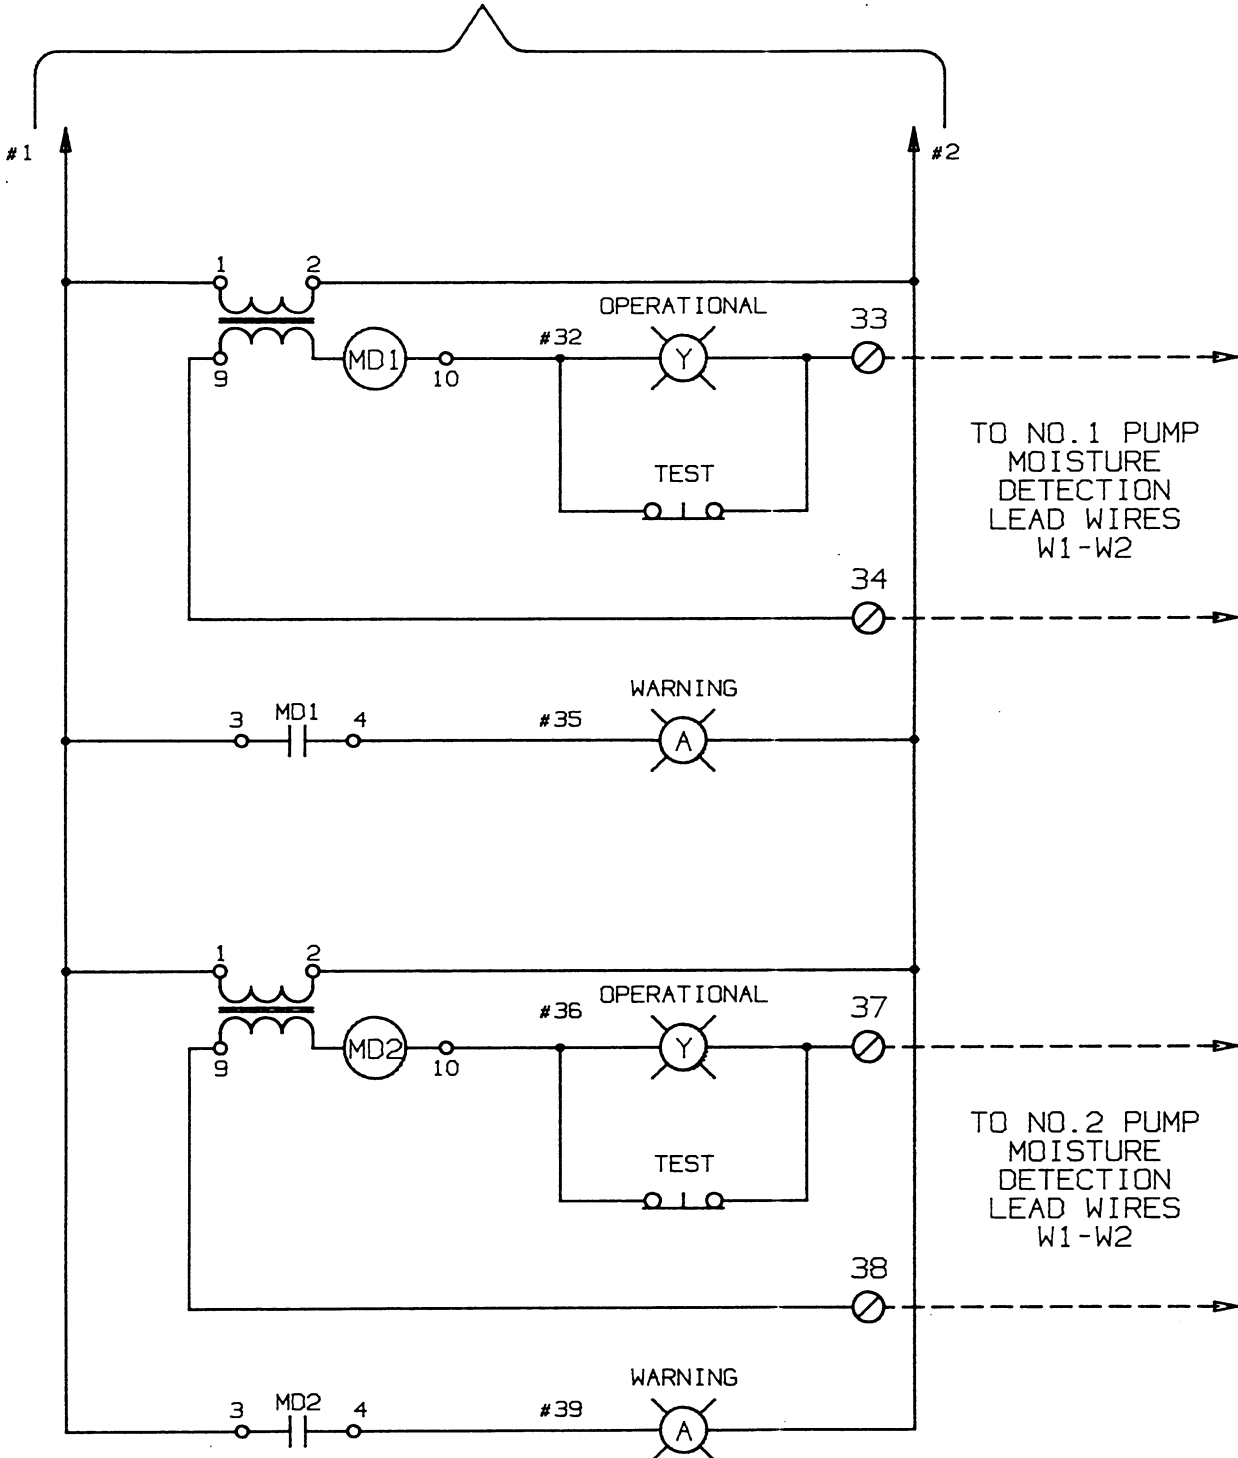 #1
#2
1
2
OPERATIONAL
33
#32
MD1
Y
9
10
TO NO.1 PUMP
MOISTURE
DETECTION
LEAD WIRES
W1-W2
TEST
34
WARNING
3
MD1
4
#35
A
1
2
OPERATIONAL
37
#36
MD2
Y
9
10
TO NO.2 PUMP
MOISTURE
DETECTION
LEAD WIRES
W1-W2
TEST
38
WARNING
3
MD2
4
#39
A